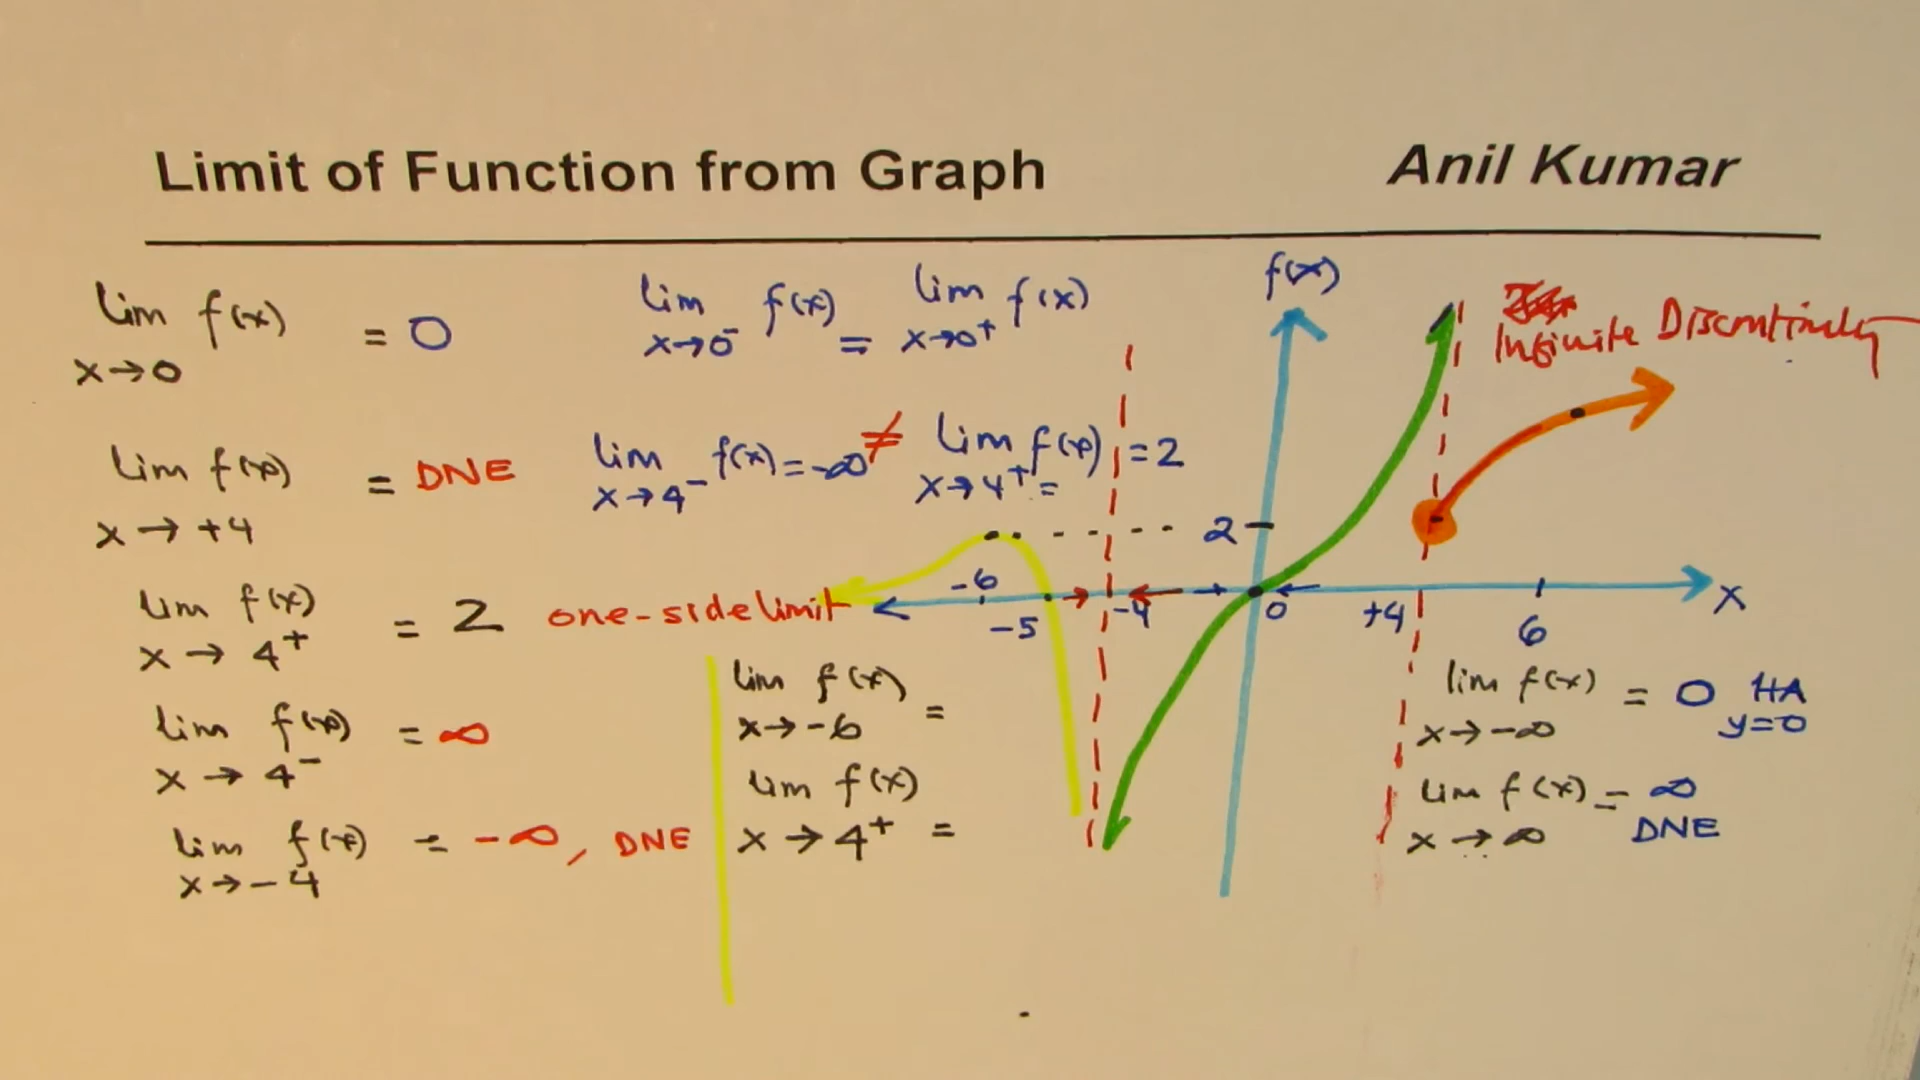 Limit of Function from Graph
Anil Kumar
lim f(x) = 0
x→0
lim f(x) = lim f(x)
x→0⁻ x→0⁺
lim f(x) = DNE
x→+4
lim f(x) = -∞ ≠ lim f(x) = 2
x→4⁻ x→4⁺ =
lim f(x) = 2 one-side limit
x→4⁺
lim f(x) = ∞
x→4⁻
lim f(x) = -∞, DNE
x→-4
lim f(x) =
x→-6
lim f(x) =
x→4⁺
f(x)
Infinite Discontinuity
2
-6
-5
-4
0
+4
6
x
lim f(x) = 0 HA
x→-∞ y=0
lim f(x) = ∞
x→∞ DNE